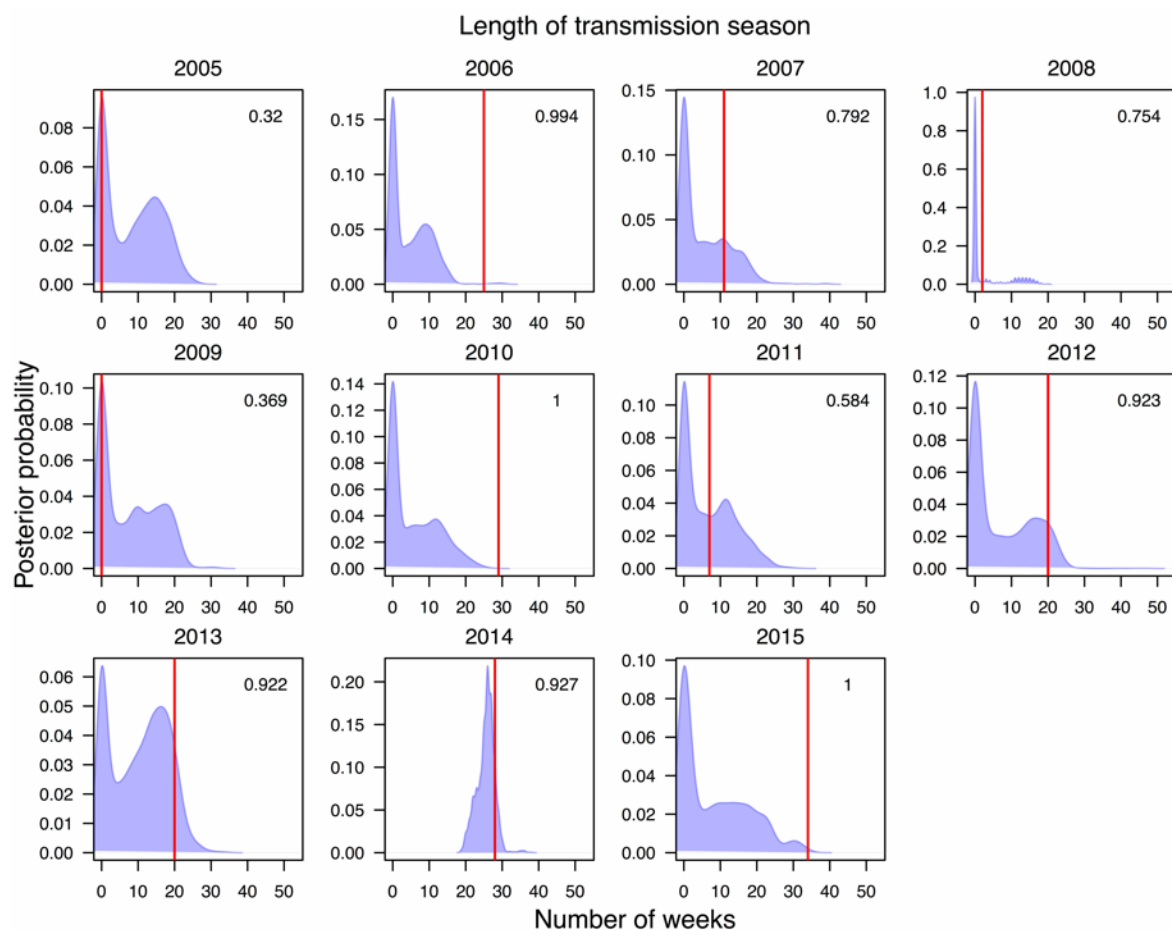 Length of transmission season
2005 2006 2007 2008
0.32 0.994 0.792 0.754
0.08 0.15 0.15 1.0
0.06 0.10 0.10 0.8
0.04 0.05 0.05 0.6
0.02 0.00 0.00 0.4
0.00 0.2
0.0
0 10 20 30 40 50 0 10 20 30 40 50 0 10 20 30 40 50 0 10 20 30 40 50
2009 2010 2011 2012
0.369 1 0.584 0.923
0.10 0.14 0.10 0.12
0.08 0.12 0.08 0.10
0.06 0.10 0.06 0.08
0.04 0.08 0.04 0.06
0.02 0.06 0.02 0.04
0.00 0.04 0.00 0.02
0.02 0.00
0.00
0 10 20 30 40 50 0 10 20 30 40 50 0 10 20 30 40 50 0 10 20 30 40 50
2013 2014 2015
0.922 0.927 1
0.06 0.20 0.10
0.05 0.15 0.08
0.04 0.10 0.06
0.03 0.05 0.04
0.02 0.00 0.02
0.01 0.00
0.00
0 10 20 30 40 50 0 10 20 30 40 50 0 10 20 30 40 50
Posterior probability
Number of weeks